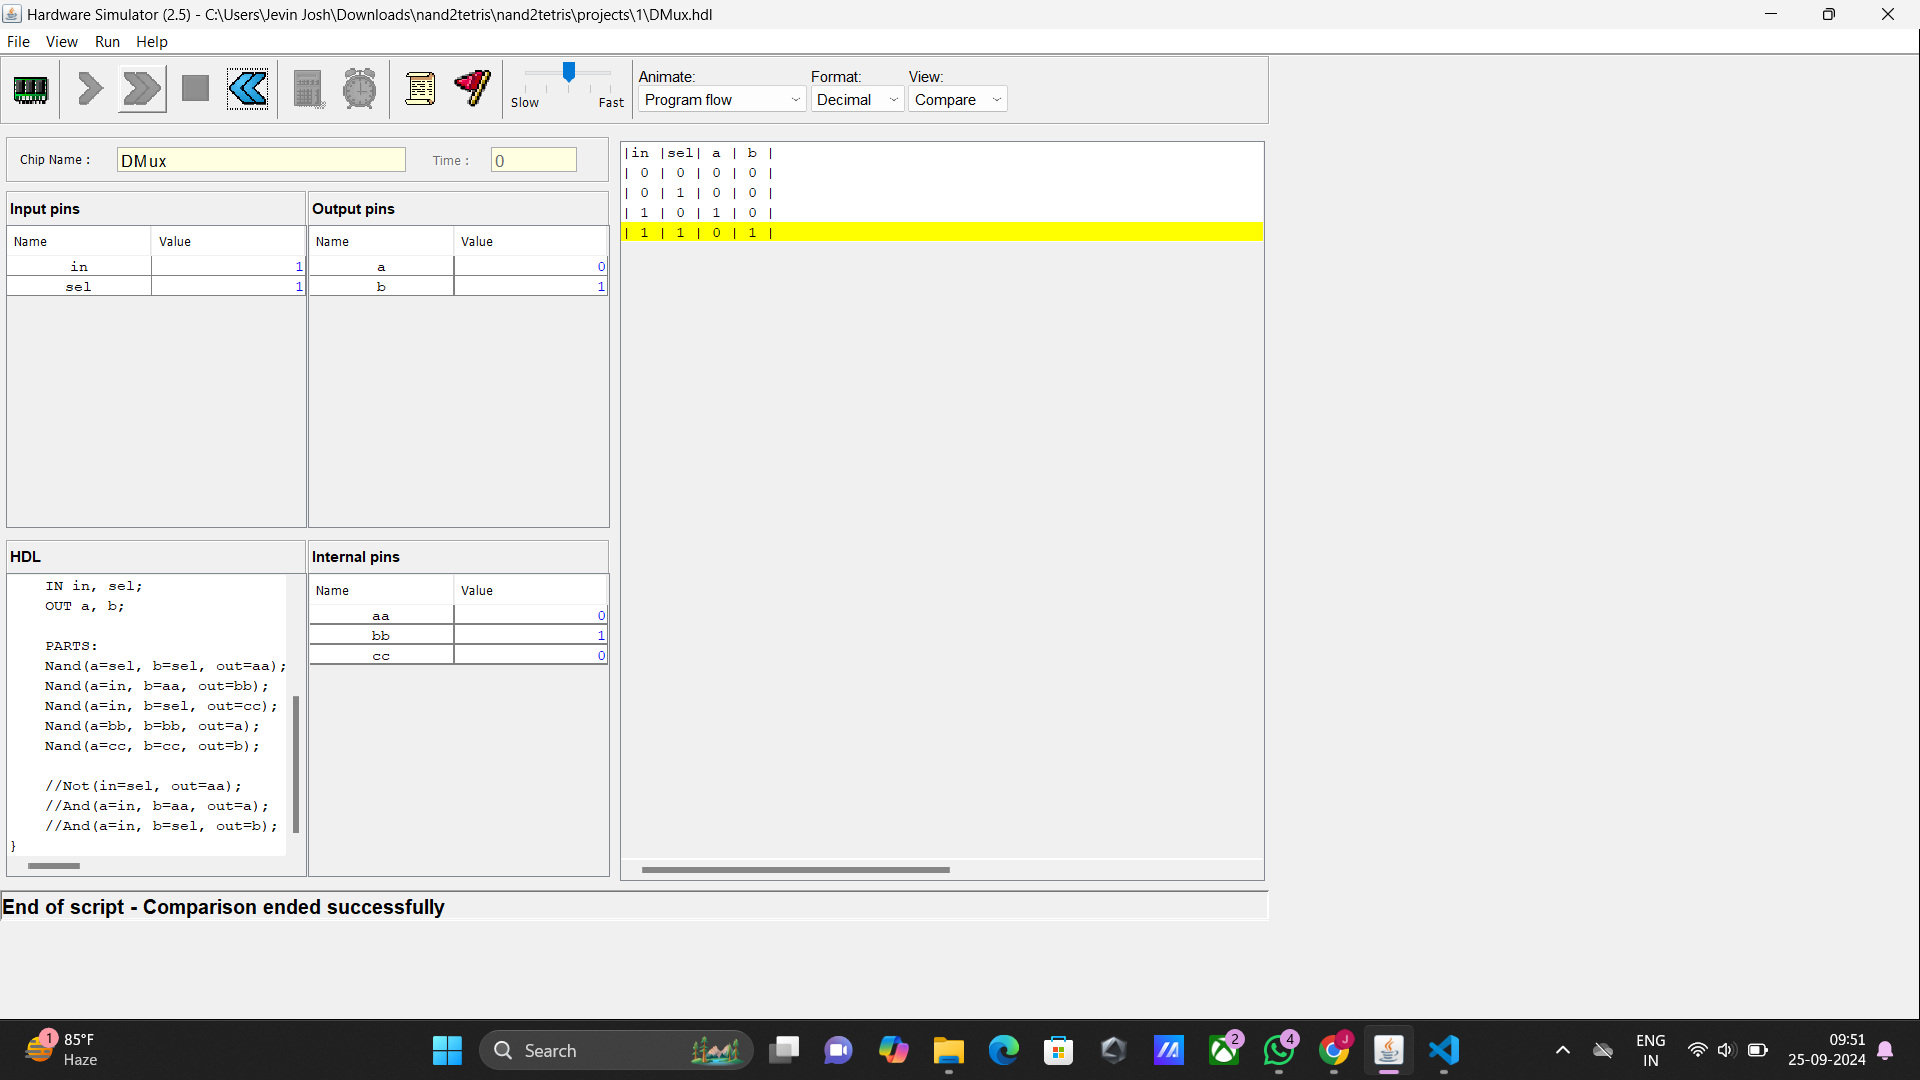 Hardware Simulator (2.5) - C:\Users\Jevin Josh\Downloads\nand2tetris\nand2tetris\projects\1\DMux.hdl
File View Run Help
Slow Fast
Animate: Format: View:
Program flow Decimal Compare
Chip Name : DMux Time : 0
Input pins
Name Value
in 1
sel 1
Output pins
Name Value
a 0
b 1
|in |sel| a | b |
| 0 | 0 | 0 | 0 |
| 0 | 1 | 0 | 0 |
| 1 | 0 | 1 | 0 |
| 1 | 1 | 0 | 1 |
HDL
IN in, sel;
OUT a, b;
PARTS:
Nand(a=sel, b=sel, out=aa);
Nand(a=in, b=aa, out=bb);
Nand(a=in, b=sel, out=cc);
Nand(a=bb, b=bb, out=a);
Nand(a=cc, b=cc, out=b);
//Not(in=sel, out=aa);
//And(a=in, b=aa, out=a);
//And(a=in, b=sel, out=b);
}
Internal pins
Name Value
aa 0
bb 1
cc 0
End of script - Comparison ended successfully
1
85°F
Haze
Search
2
4
J
ENG
IN
09:51
25-09-2024